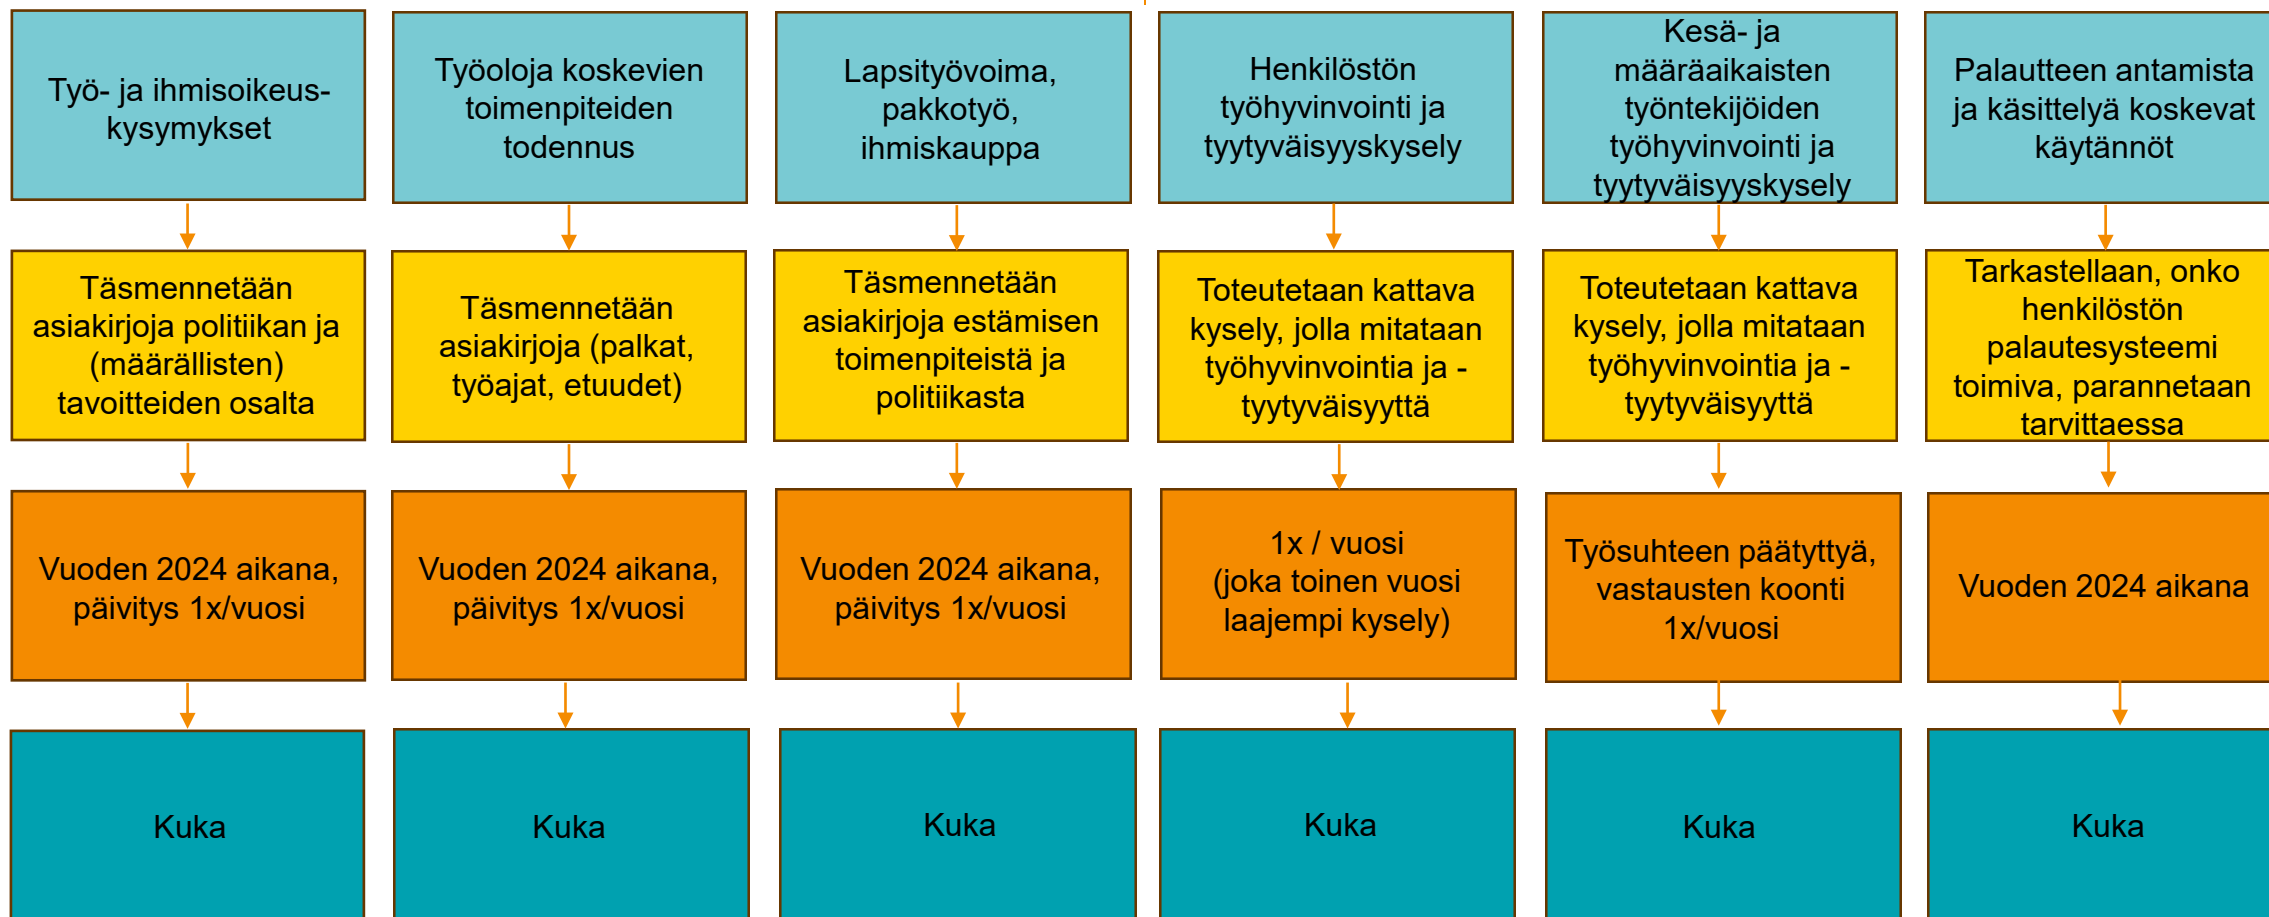 Työ- ja ihmisoikeus-
kysymykset
Työoloja koskevien
toimenpiteiden
todennus
Lapsityövoima,
pakkotyö,
ihmiskauppa
Henkilöstön
työhyvinvointi ja
tyytyväisyyskysely
Kesä- ja
määräaikaisten
työntekijöiden
työhyvinvointi ja
tyytyväisyyskysely
Palautteen antamista
ja käsittelyä koskevat
käytännöt
Täsmennetään
asiakirjoja politiikan ja
(määrällisten)
tavoitteiden osalta
Täsmennetään
asiakirjoja (palkat,
työajat, etuudet)
Täsmennetään
asiakirjoja estämisen
toimenpiteistä ja
politiikasta
Toteutetaan kattava
kysely, jolla mitataan
työhyvinvointia ja -
tyytyväisyyttä
Toteutetaan kattava
kysely, jolla mitataan
työhyvinvointia ja -
tyytyväisyyttä
Tarkastellaan, onko
henkilöstön
palautesysteemi
toimiva, parannetaan
tarvittaessa
Vuoden 2024 aikana,
päivitys 1x/vuosi
Vuoden 2024 aikana,
päivitys 1x/vuosi
Vuoden 2024 aikana,
päivitys 1x/vuosi
1x / vuosi
(joka toinen vuosi
laajempi kysely)
Työsuhteen päätyttyä,
vastausten koonti
1x/vuosi
Vuoden 2024 aikana
Kuka
Kuka
Kuka
Kuka
Kuka
Kuka